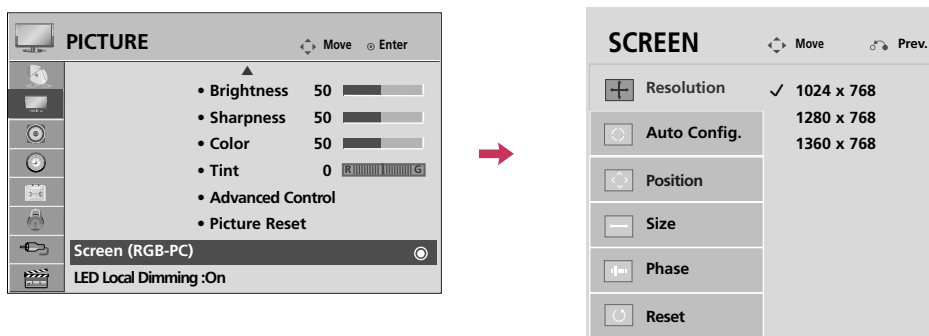 PICTURE
Move Enter
• Brightness 50
• Sharpness 50
• Color 50
• Tint 0 R G
• Advanced Control
• Picture Reset
Screen (RGB-PC)
LED Local Dimming :On
SCREEN
Move Prev.
Resolution
Auto Config.
Position
Size
Phase
Reset
✓ 1024 x 768
1280 x 768
1360 x 768